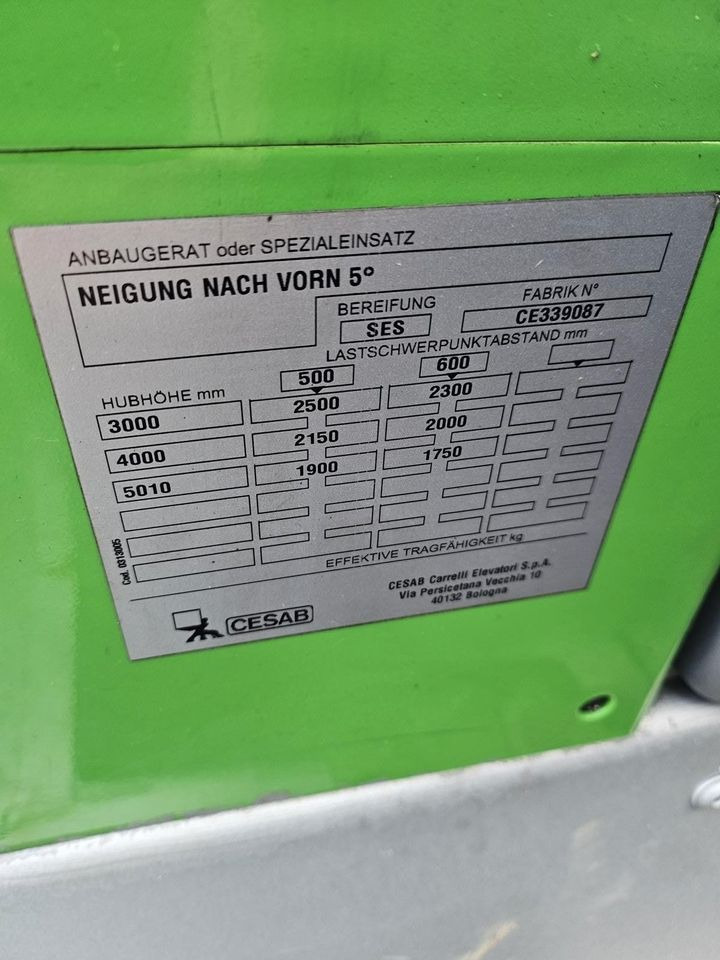 ANBAUGERAT oder SPEZIALEINSATZ
NEIGUNG NACH VORN 5°
BEREIFUNG
FABRIK N°
SES
CE339087
LASTSCHWERPUNKTABSTAND mm
HUBHÖHE mm
500
600
3000
2500
2300
4000
2150
2000
5010
1900
1750
EFFEKTIVE TRAGFÄHIGKEIT kg
Cod. 0313005
CESAB Carrelli Elevatori S.p.A.
Via Persicetana Vecchia 10
40132 Bologna
CESAB